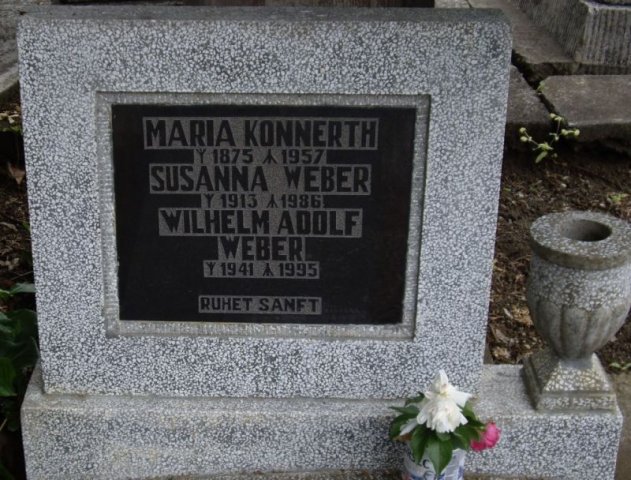 MARIA KONNERTH
ᛉ 1875 ᛣ 1957
SUSANNA WEBER
ᛉ 1913 ᛣ 1986
WILHELM ADOLF
WEBER
ᛉ 1941 ᛣ 1995
RUHET SANFT